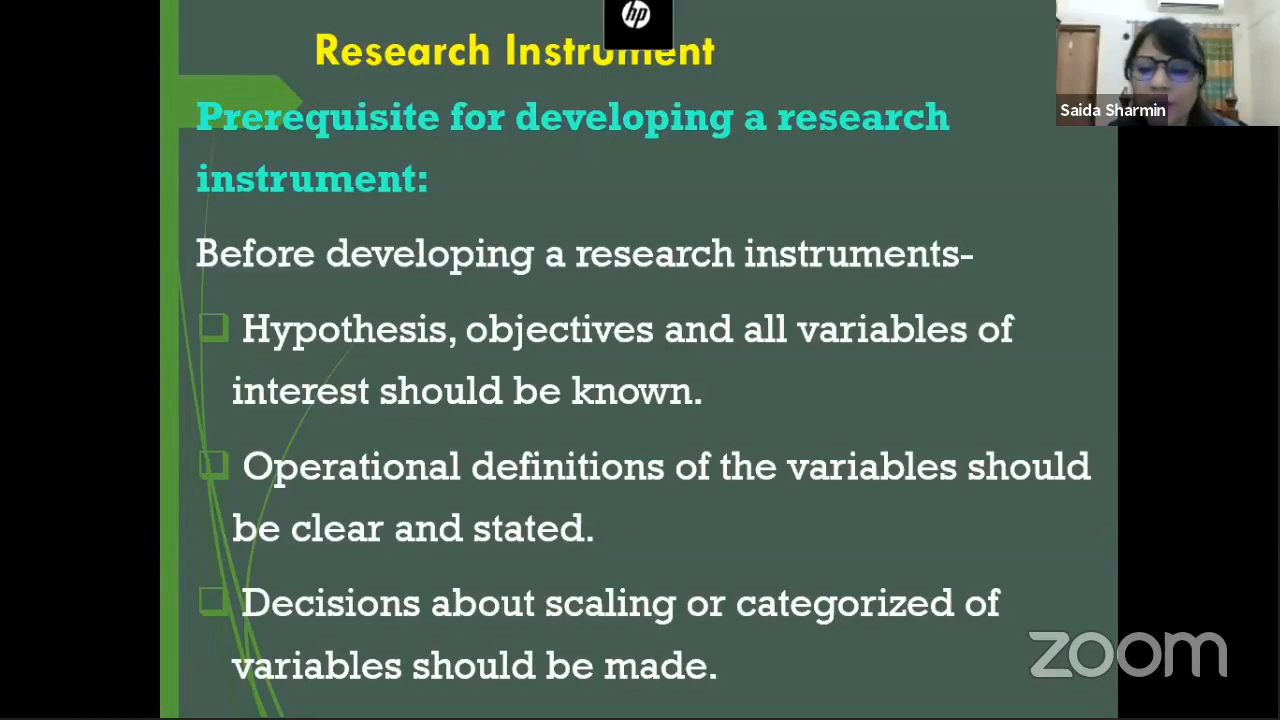 hp
Research Instrument
Saida Sharmin
Prerequisite for developing a research
instrument:
Before developing a research instruments-
Hypothesis, objectives and all variables of
interest should be known.
Operational definitions of the variables should
be clear and stated.
Decisions about scaling or categorized of
variables should be made.
zoom